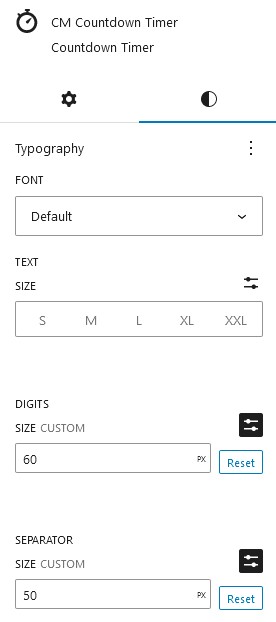 CM Countdown Timer
Countdown Timer
Typography
FONT
Default
TEXT
SIZE
S M L XL XXL
DIGITS
SIZE CUSTOM
60 PX Reset
SEPARATOR
SIZE CUSTOM
50 PX Reset